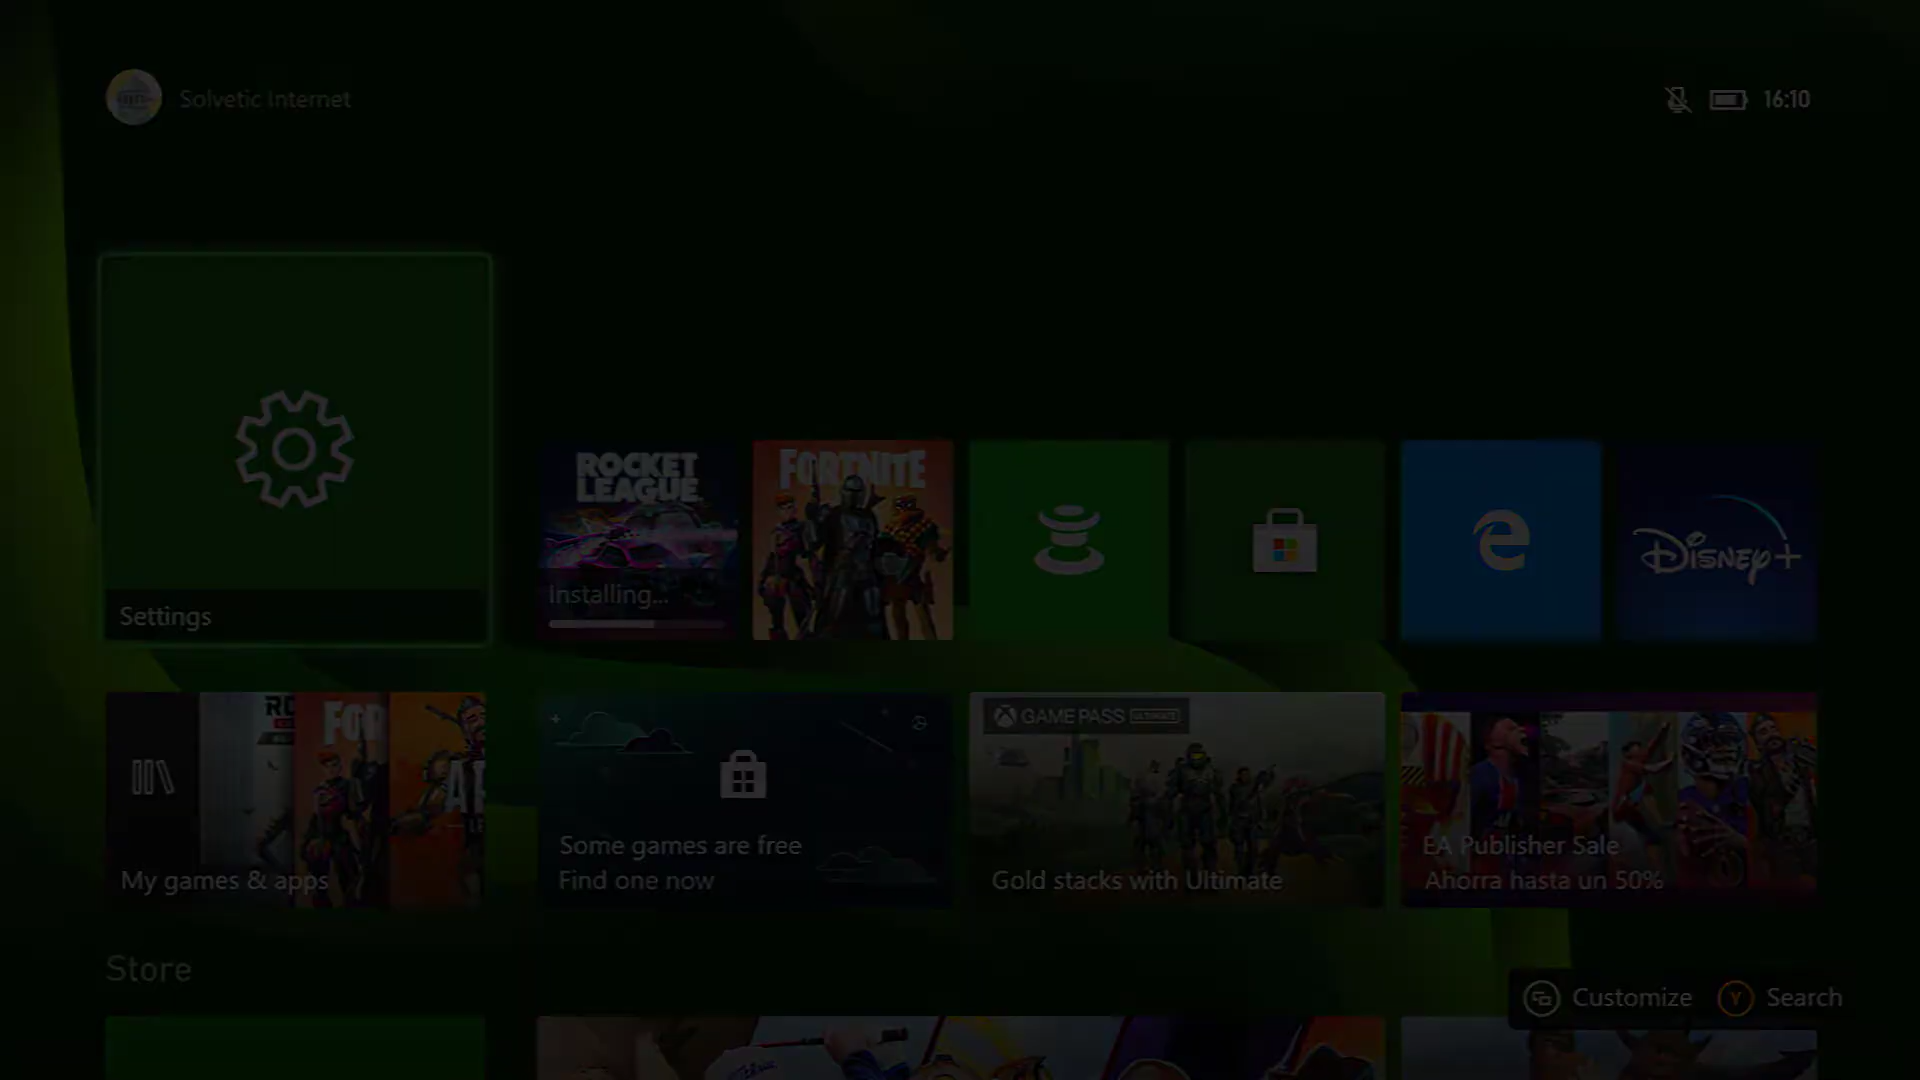 Solvetic Internet
16:10
Settings
ROCKET
LEAGUE
Installing...
FORTNITE
Disney+
My games & apps
Some games are free
Find one now
GAME PASS ULTIMATE
Gold stacks with Ultimate
EA Publisher Sale
Ahorra hasta un 50%
Store
Customize
Y
Search